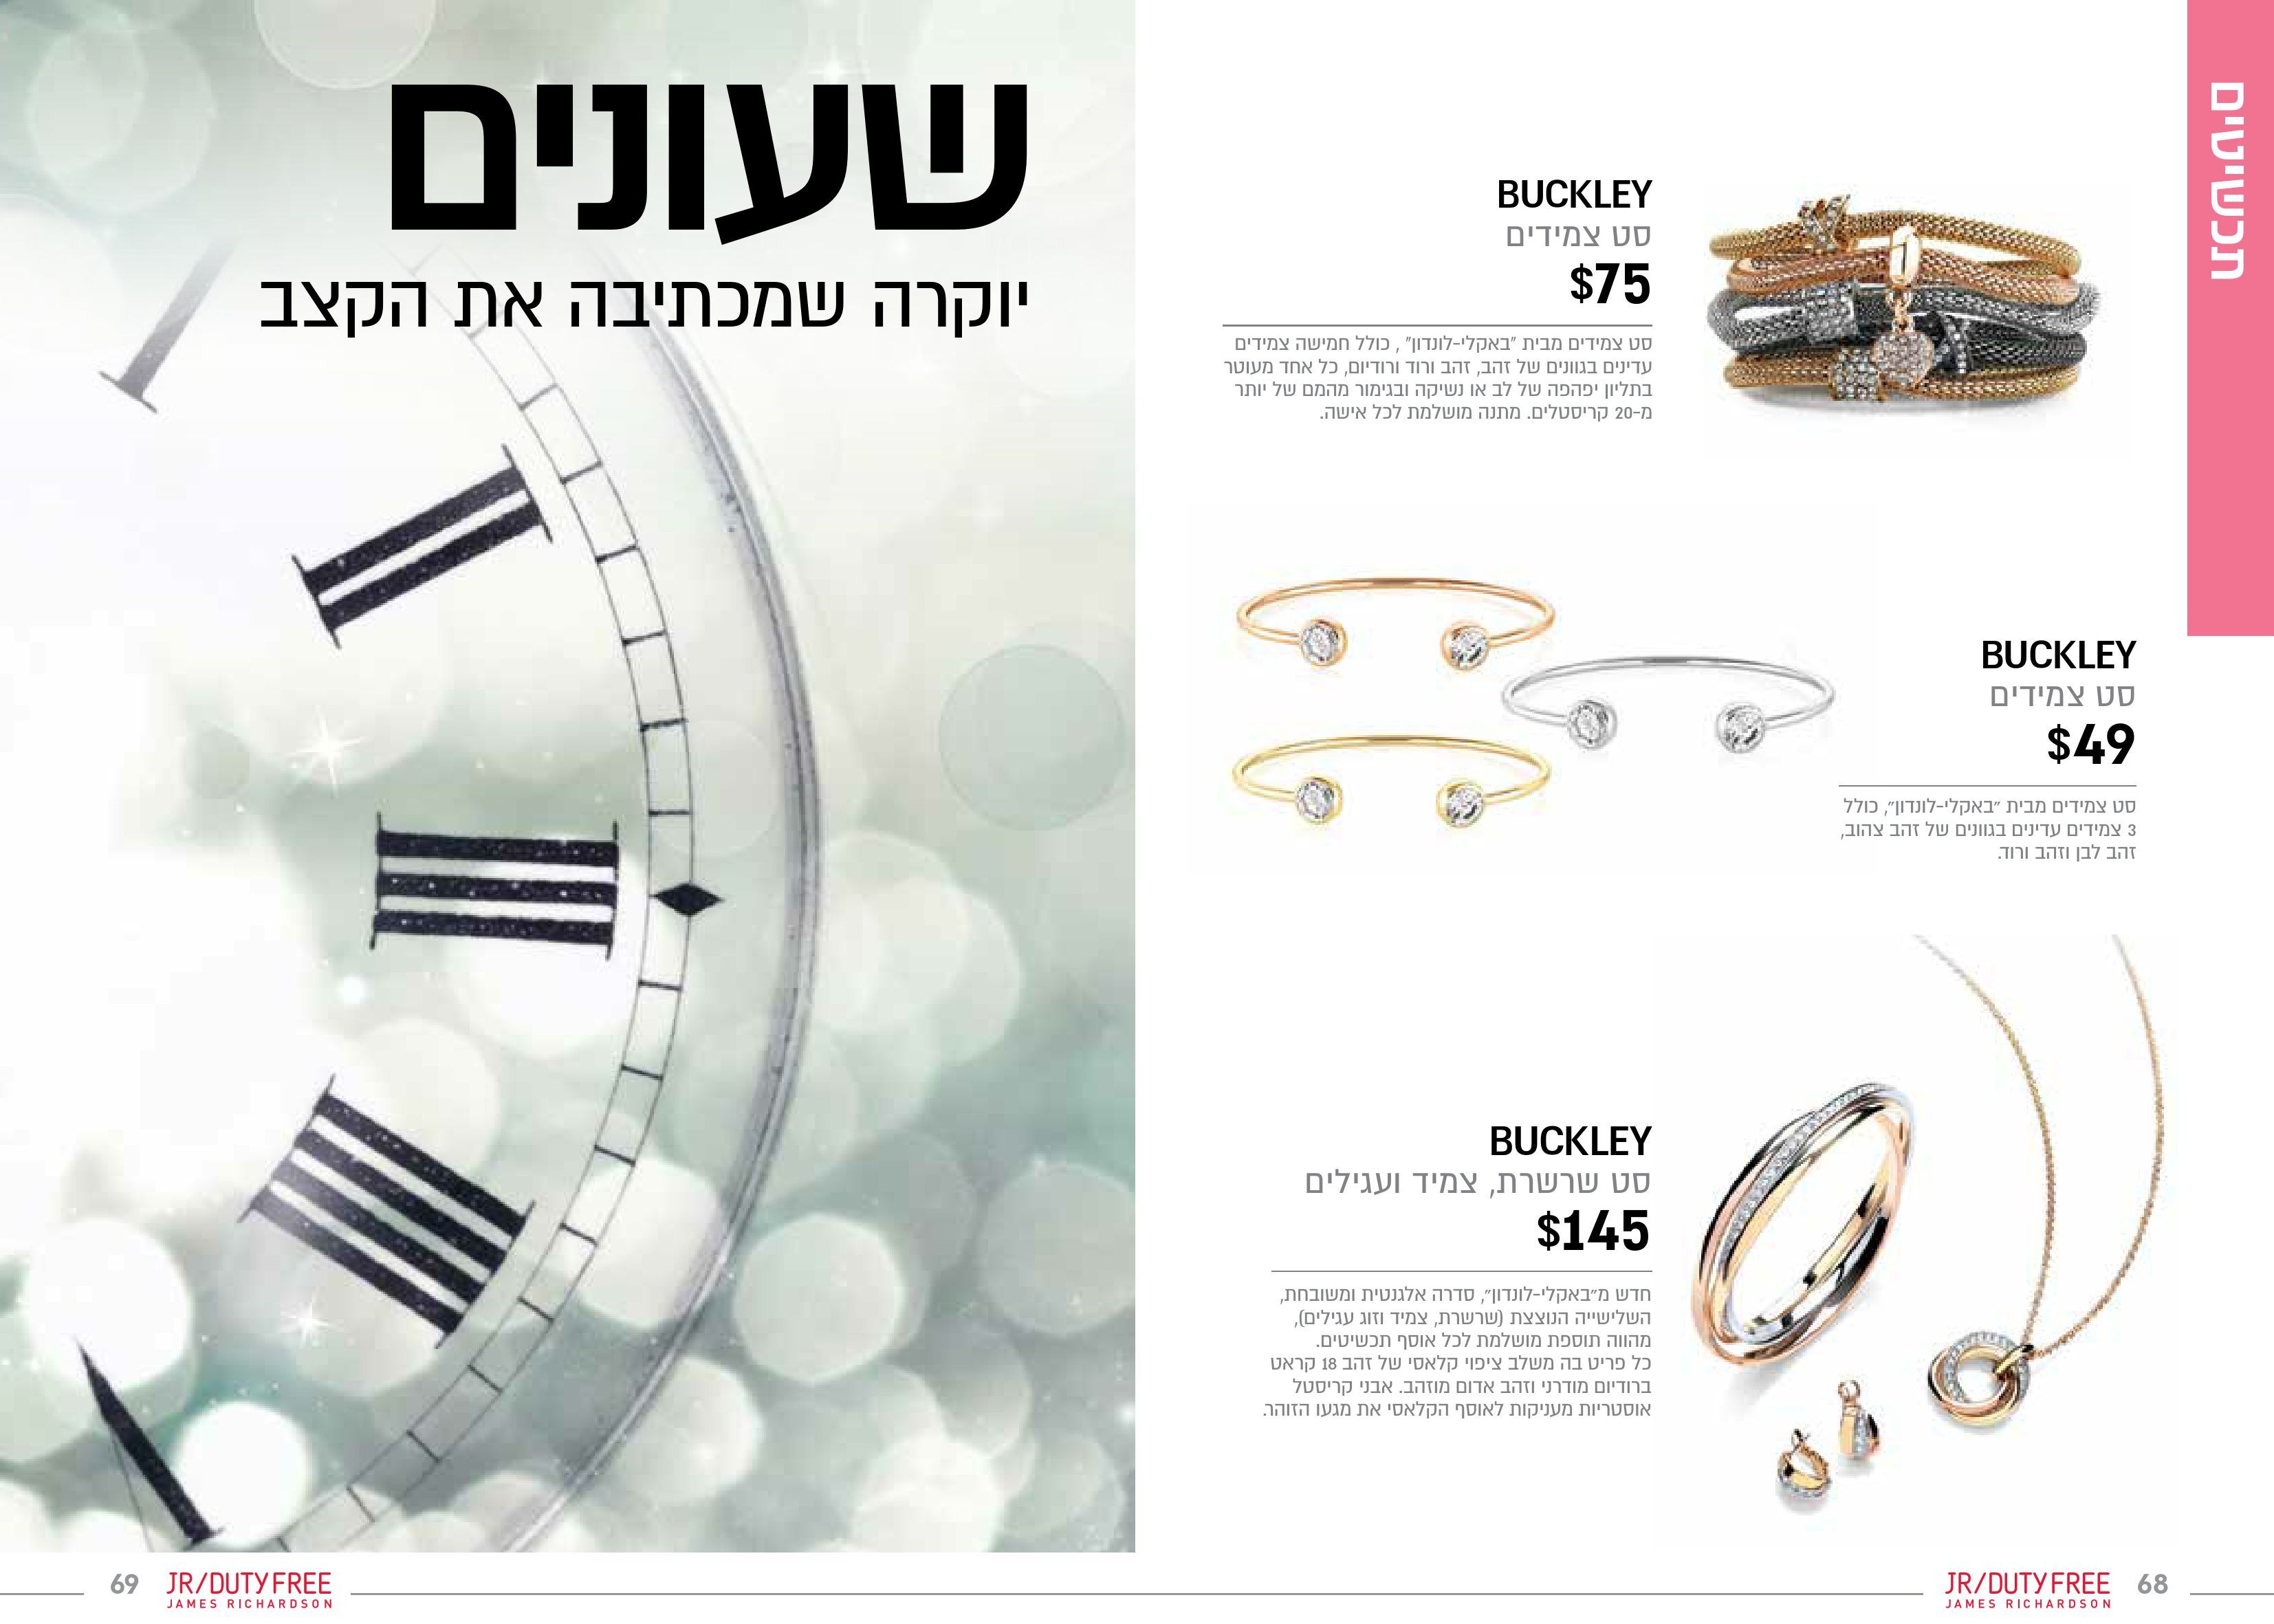 תכשיטים
BUCKLEY
סט צמידים
$75
סט צמידים מבית "באקלי-לונדון" , כולל חמישה צמידים
עדינים בגוונים של זהב, זהב ורוד ורודיום, כל אחד מעוטר
בתליון יפהפה של לב או נשיקה ובגימור מהמם של יותר
מ-20 קריסטלים. מתנה מושלמת לכל אישה.
BUCKLEY
סט צמידים
$49
סט צמידים מבית "באקלי-לונדון", כולל
3 צמידים עדינים בגוונים של זהב צהוב,
זהב לבן וזהב ורוד.
BUCKLEY
סט שרשרת, צמיד ועגילים
$145
חדש מ"באקלי-לונדון", סדרה אלגנטית ומשובחת,
השלישייה הנוצצת (שרשרת, צמיד וזוג עגילים),
מהווה תוספת מושלמת לכל אוסף תכשיטים.
כל פריט בה משלב ציפוי קלאסי של זהב 18 קראט
ברודיום מודרני וזהב אדום מוזהב. אבני קריסטל
אוסטריות מעניקות לאוסף הקלאסי את מגעו הזוהר.
JR/DUTY FREE 68
JAMES RICHARDSON
שעונים
יוקרה שמכתיבה את הקצב
I
II
III
IIII
69 JR/DUTY FREE
JAMES RICHARDSON